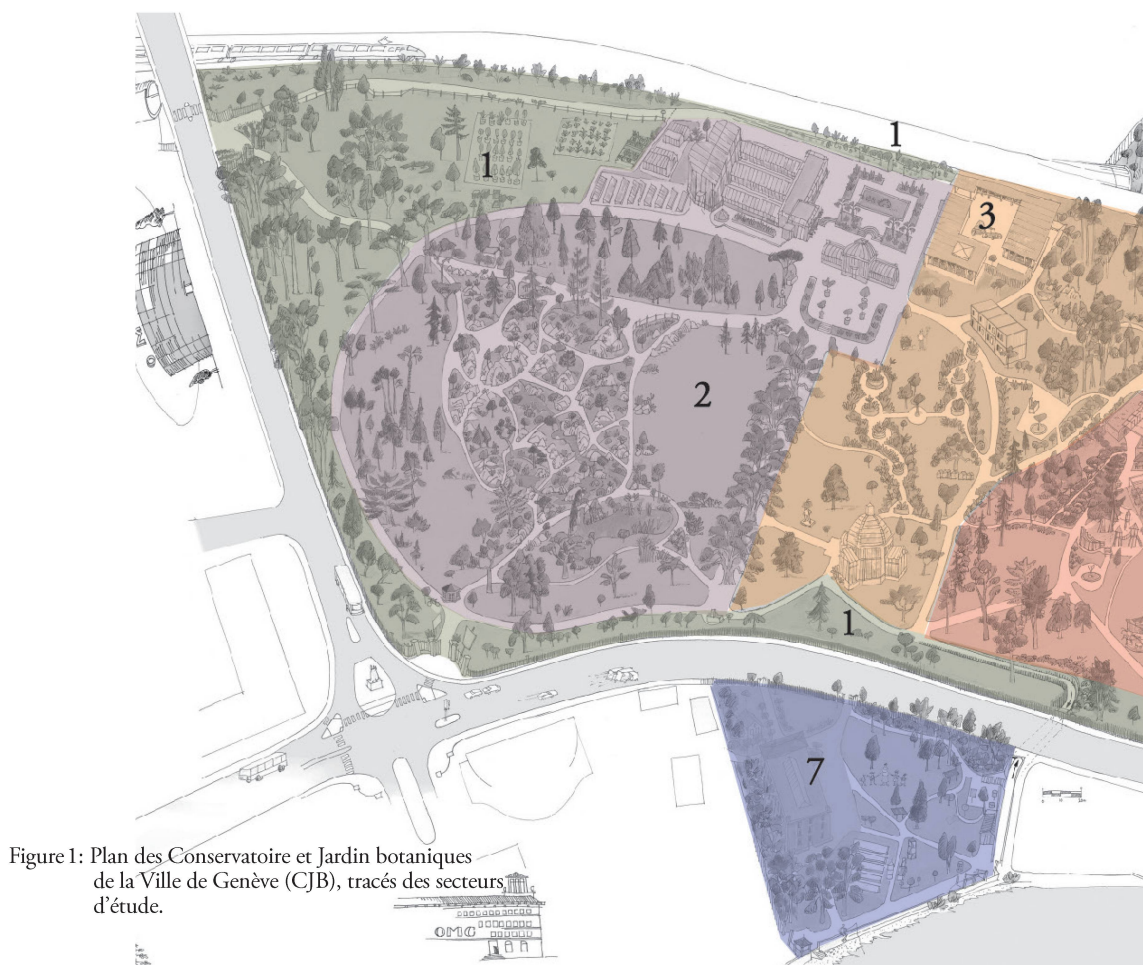 1
1
3
2
1
7
Figure 1: Plan des Conservatoire et Jardin botaniques
de la Ville de Genève (CJB), tracés des secteurs
d’étude.
OMC